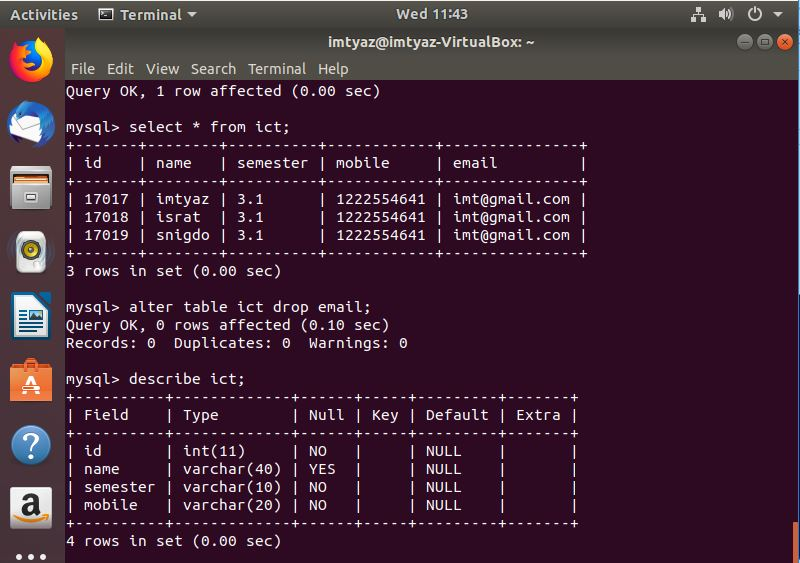 Activities Terminal Wed 11:43
imtyaz@imtyaz-VirtualBox: ~
File Edit View Search Terminal Help
Query OK, 1 row affected (0.00 sec)
mysql> select * from ict;
+-------+--------+----------+------------+---------------+
| id    | name   | semester | mobile     | email         |
+-------+--------+----------+------------+---------------+
| 17017 | imtyaz | 3.1      | 1222554641 | imt@gmail.com |
| 17018 | israt  | 3.1      | 1222554641 | imt@gmail.com |
| 17019 | snigdo | 3.1      | 1222554641 | imt@gmail.com |
+-------+--------+----------+------------+---------------+
3 rows in set (0.00 sec)
mysql> alter table ict drop email;
Query OK, 0 rows affected (0.10 sec)
Records: 0  Duplicates: 0  Warnings: 0
mysql> describe ict;
+----------+-------------+------+-----+---------+-------+
| Field    | Type        | Null | Key | Default | Extra |
+----------+-------------+------+-----+---------+-------+
| id       | int(11)     | NO   |     | NULL    |       |
| name     | varchar(40) | YES  |     | NULL    |       |
| semester | varchar(10) | NO   |     | NULL    |       |
| mobile   | varchar(20) | NO   |     | NULL    |       |
+----------+-------------+------+-----+---------+-------+
4 rows in set (0.00 sec)